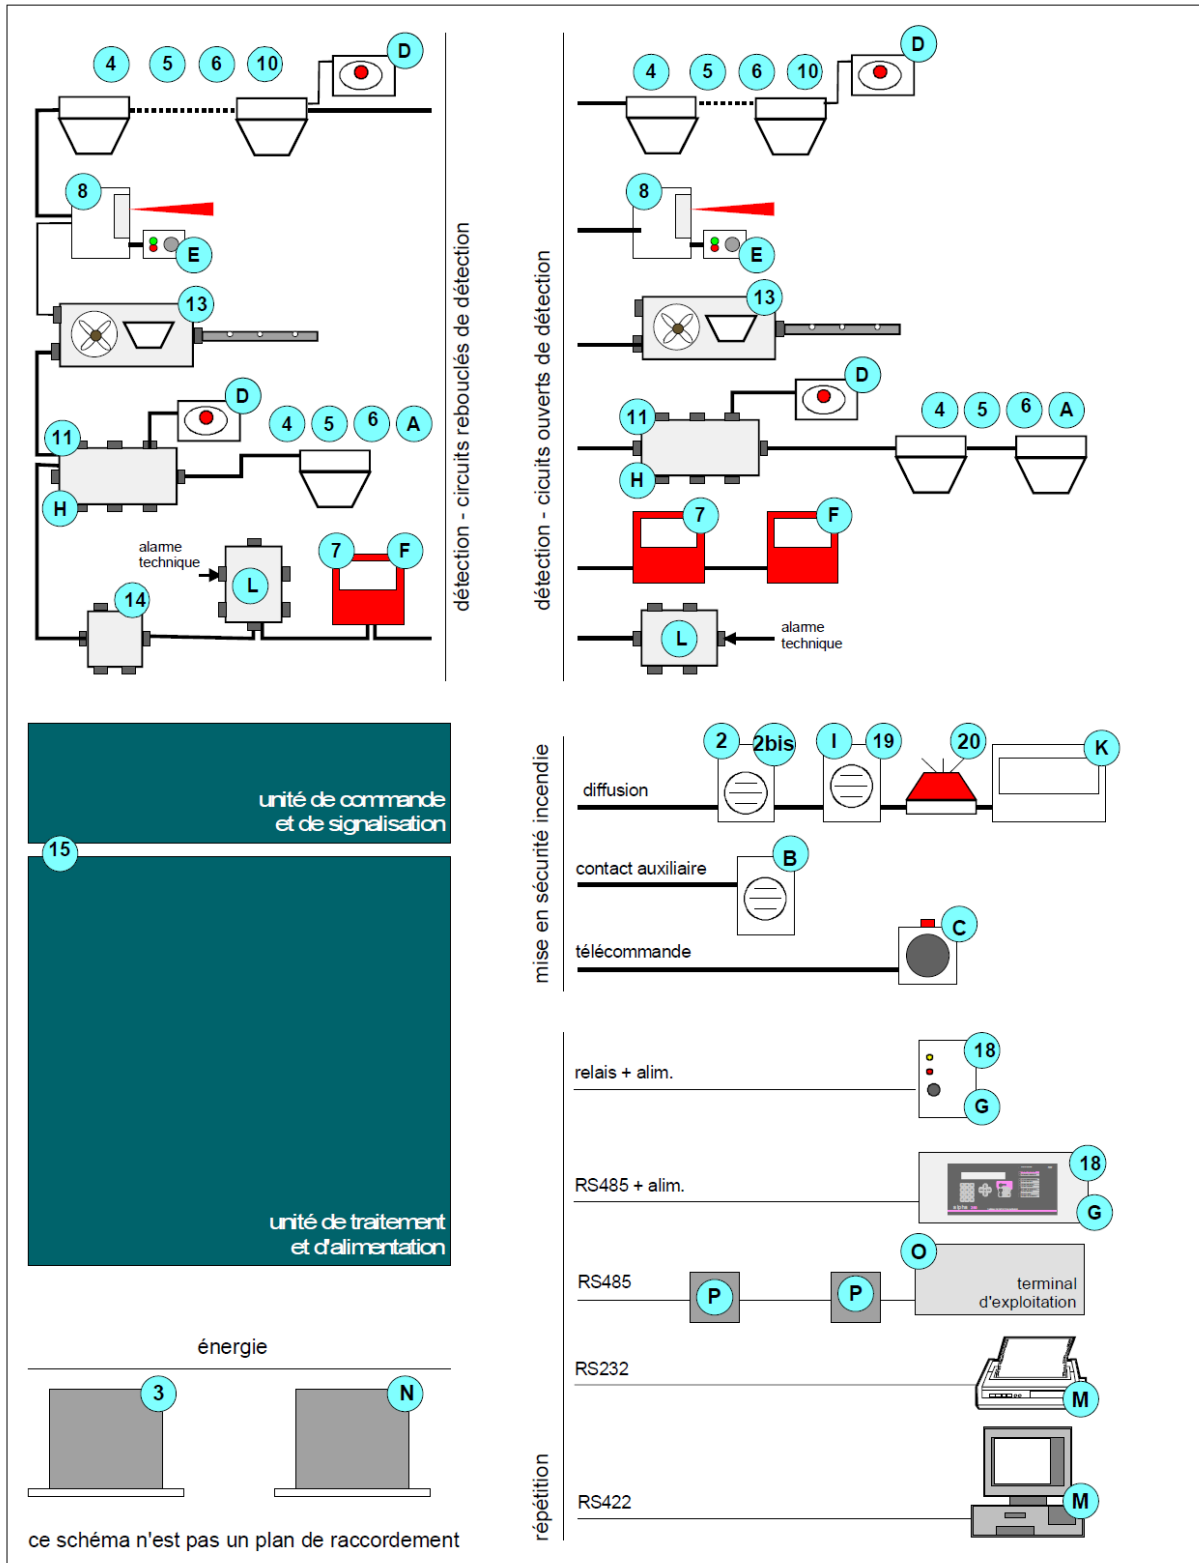 4 5 6 10 D
8
E
13
D
4 5 6 A
11
H
alarme
technique
L
7 F
14
détection - circuits rebouclés de détection
détection - cicuits ouverts de détection
4 5 6 10 D
8
E
13
D
4 5 6 A
11
H
7 F
L
alarme
technique
unité de commande
et de signalisation
15
unité de traitement
et d'alimentation
énergie
3 N
ce schéma n'est pas un plan de raccordement
mise en sécurité incendie
diffusion
2 2bis I 19 20 K
contact auxiliaire
B
télécommande
C
répétition
relais + alim.
18
G
RS485 + alim.
18
G
alpha
RS485
P P O
terminal
d'exploitation
RS232
M
RS422
M